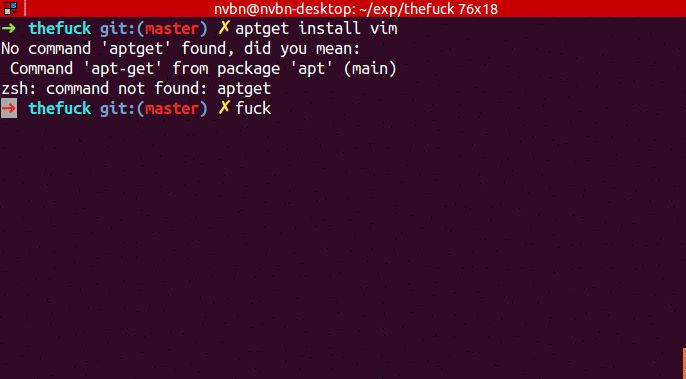 nvbn@nvbn-desktop: ~/exp/thefuck 76x18
➜ thefuck git:(master) ✗ aptget install vim
No command 'aptget' found, did you mean:
 Command 'apt-get' from package 'apt' (main)
zsh: command not found: aptget
➜ thefuck git:(master) ✗ fuck